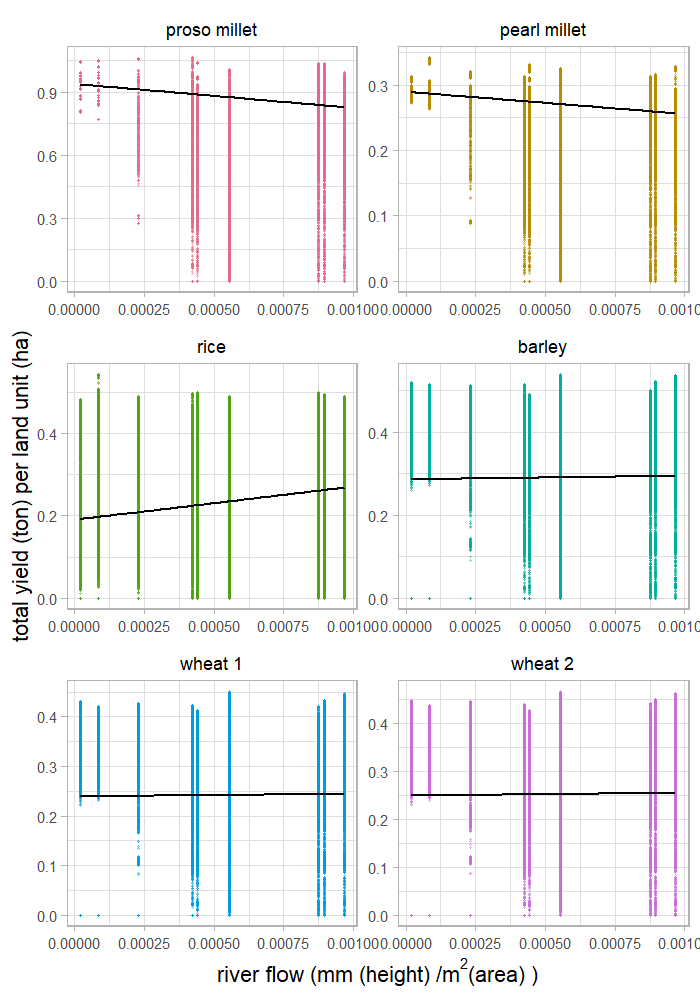 proso millet pearl millet
0.9 0.3
0.6 0.2
0.3 0.1
0.0 0.0
0.00000 0.00025 0.00050 0.00075 0.00100 0.00000 0.00025 0.00050 0.00075 0.00100
rice barley
0.4 0.4
0.2 0.2
0.0 0.0
0.00000 0.00025 0.00050 0.00075 0.00100 0.00000 0.00025 0.00050 0.00075 0.00100
wheat 1 wheat 2
0.4 0.4
0.3 0.3
0.2 0.2
0.1 0.1
0.0 0.0
0.00000 0.00025 0.00050 0.00075 0.00100 0.00000 0.00025 0.00050 0.00075 0.00100
total yield (ton) per land unit (ha)
river flow (mm (height) /m²(area) )